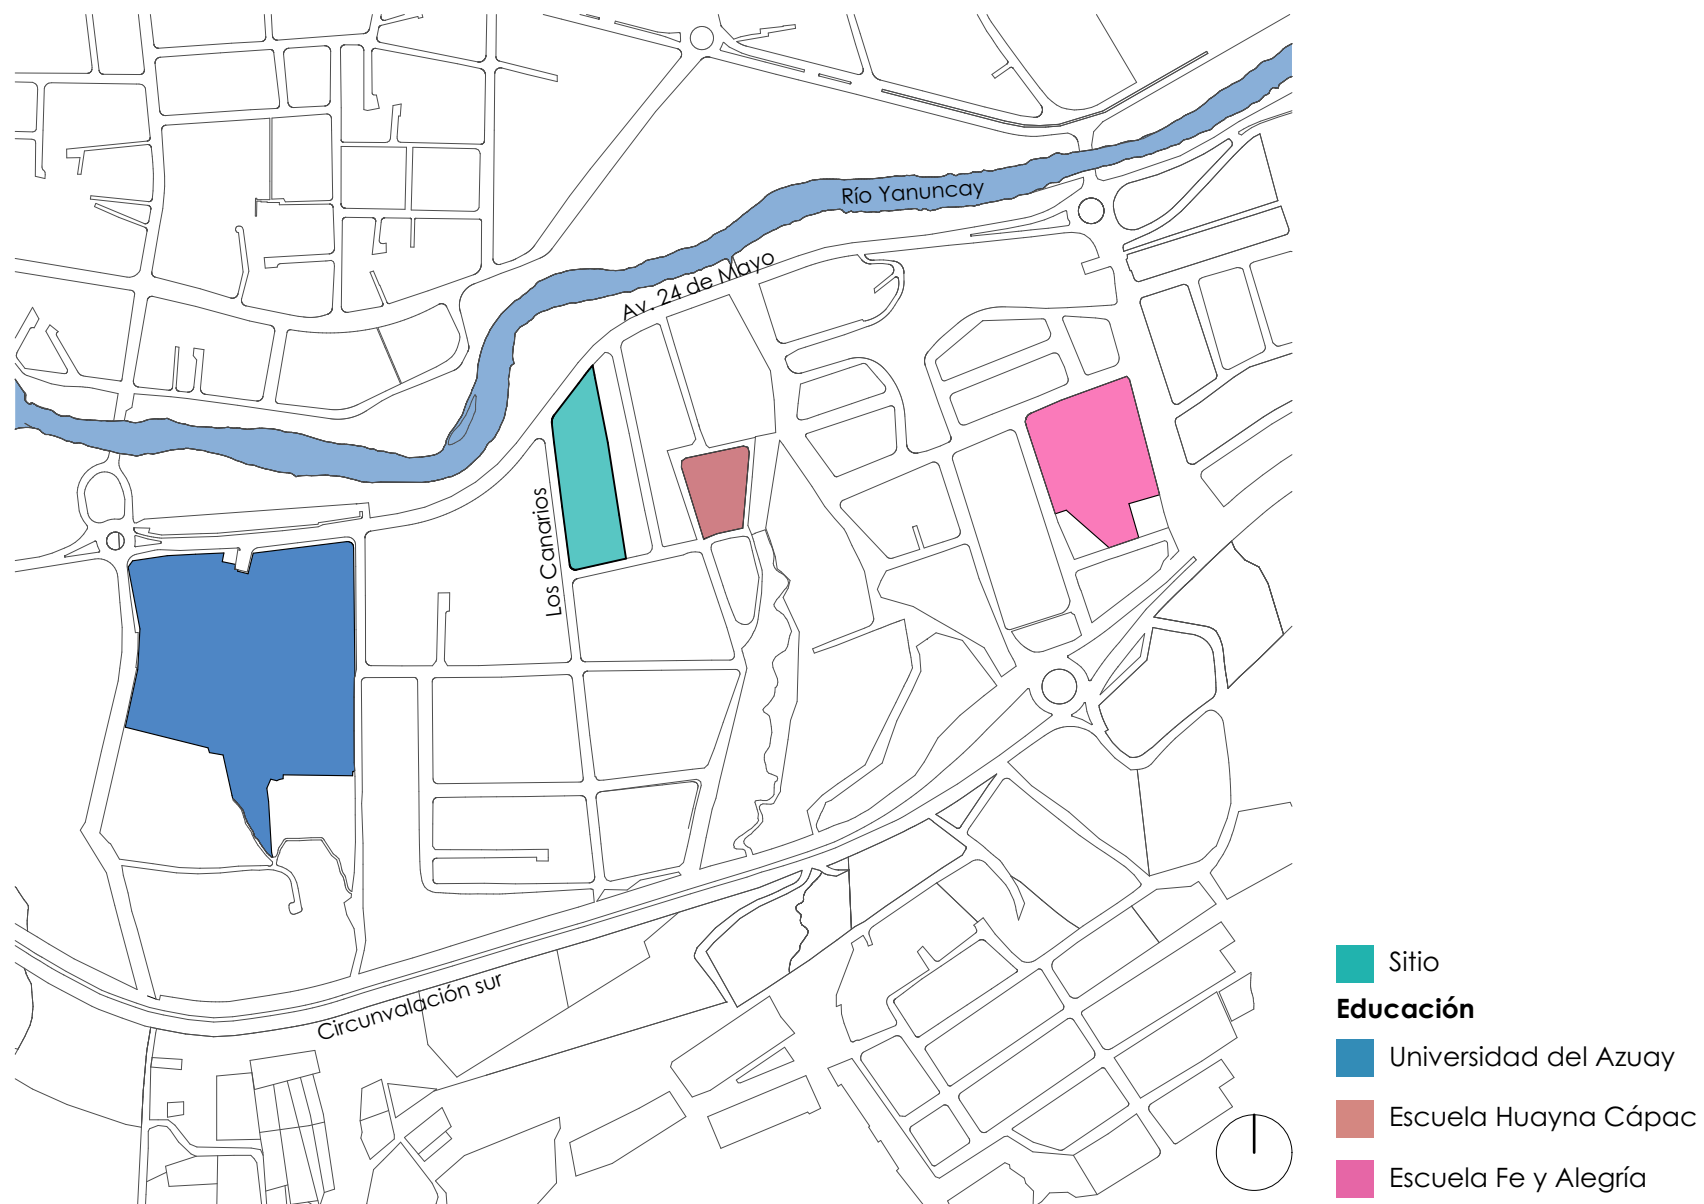 Río Yanuncay
Av. 24 de Mayo
Los Canarios
Circunvalación sur
Sitio
Educación
Universidad del Azuay
Escuela Huayna Cápac
Escuela Fe y Alegría